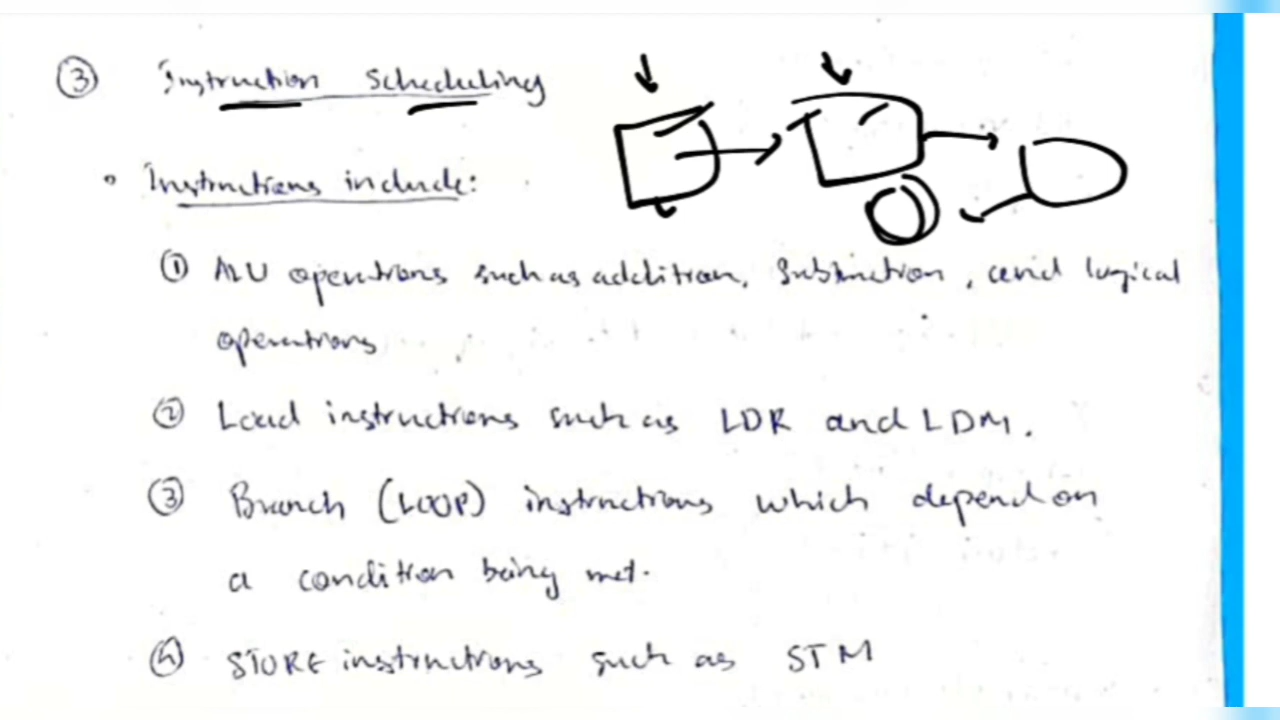 ③ Instruction Scheduling
• Instructions include:
① ALU operations such as addition, Subtraction, and logical
operations
② Load instructions such as LDR and LDM.
③ Branch (LOOP) instructions which depend on
a condition being met.
④ STORE instructions such as STM